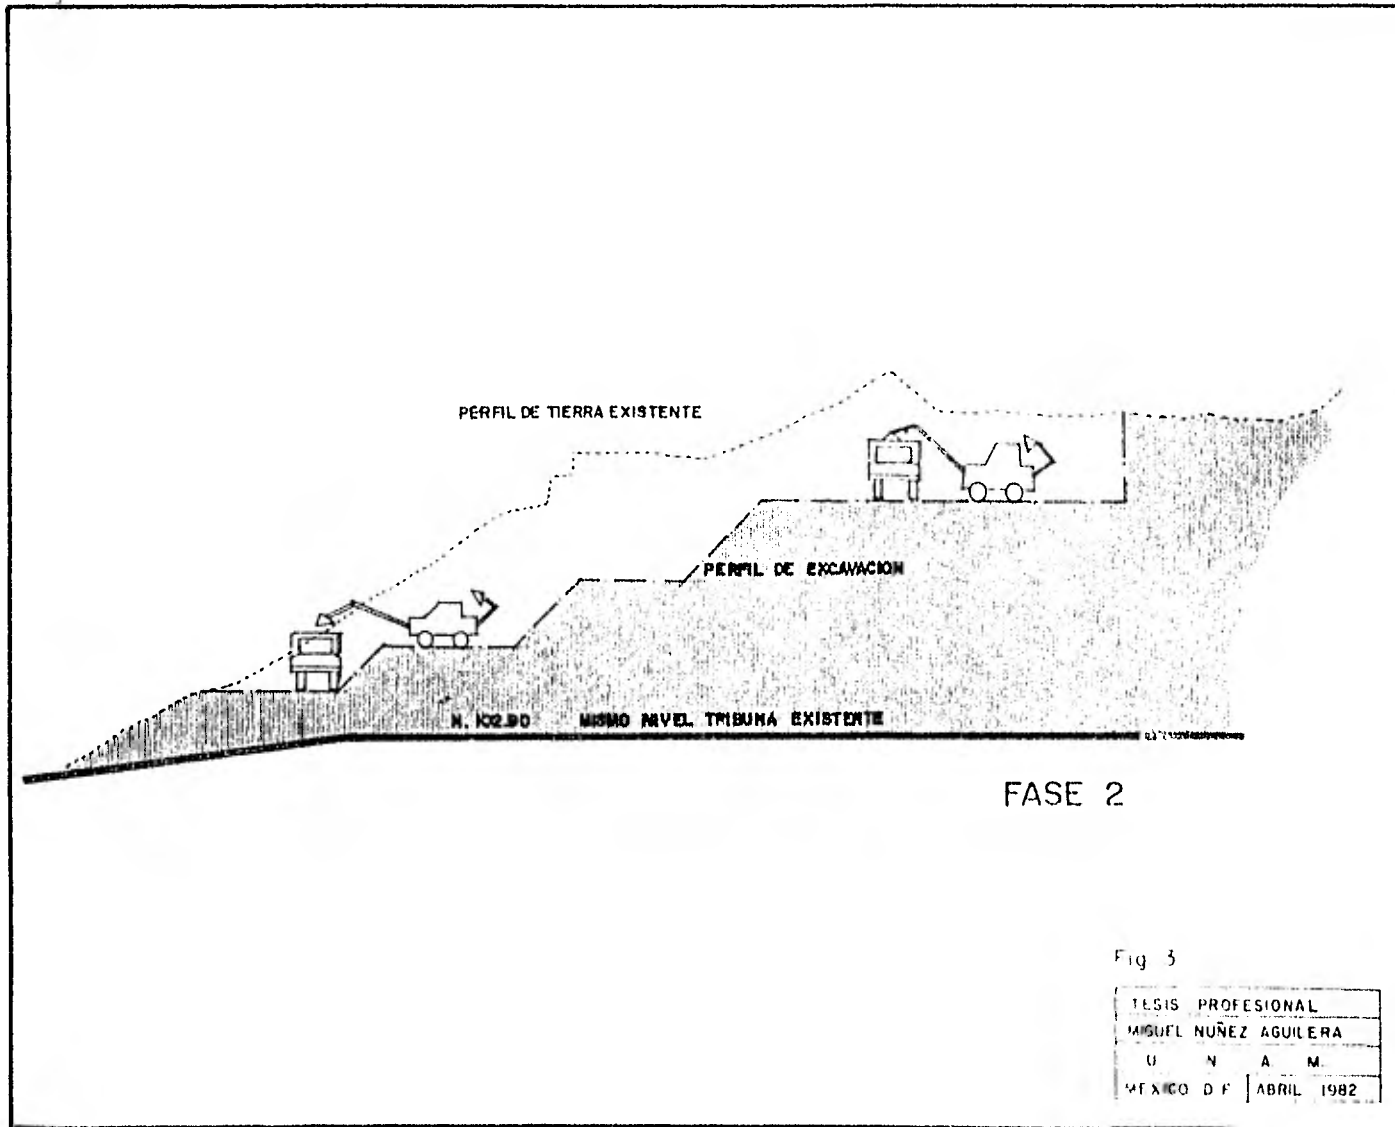 PERFIL DE TIERRA EXISTENTE
PERFIL DE EXCAVACION
N. 102.90 MISMO NIVEL TRIBUNA EXISTENTE
FASE 2
Fig 3
TESIS PROFESIONAL
MIGUEL NUÑEZ AGUILERA
U N A M.
MEXICO D F ABRIL 1982